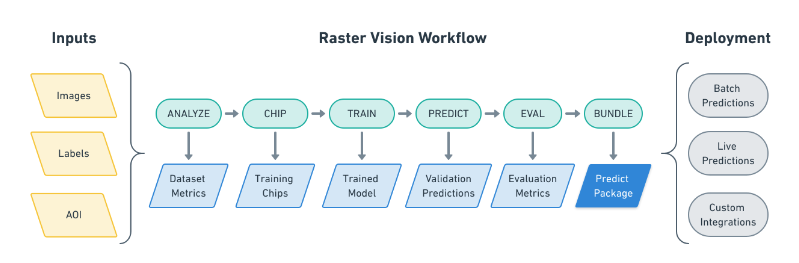 Inputs
Raster Vision Workflow
Deployment
Images
Labels
AOI
ANALYZE
CHIP
TRAIN
PREDICT
EVAL
BUNDLE
Dataset
Metrics
Training
Chips
Trained
Model
Validation
Predictions
Evaluation
Metrics
Predict
Package
Batch
Predictions
Live
Predictions
Custom
Integrations